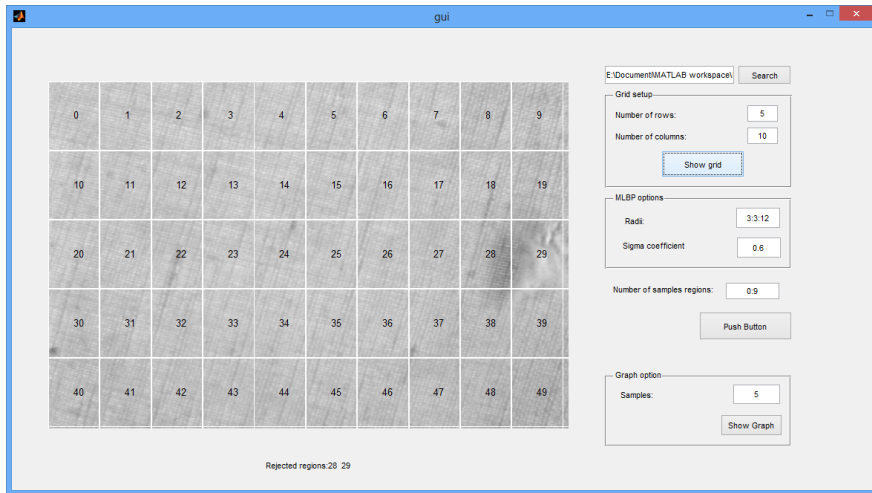 gui
E:\Document\MATLAB workspace\
Search
Grid setup
Number of rows:
5
Number of columns:
10
Show grid
MLBP options
Radii:
3:3:12
Sigma coefficient
0.6
Number of samples regions:
0:9
Push Button
Graph option
Samples:
5
Show Graph
0 1 2 3 4 5 6 7 8 9
10 11 12 13 14 15 16 17 18 19
20 21 22 23 24 25 26 27 28 29
30 31 32 33 34 35 36 37 38 39
40 41 42 43 44 45 46 47 48 49
Rejected regions:28 29